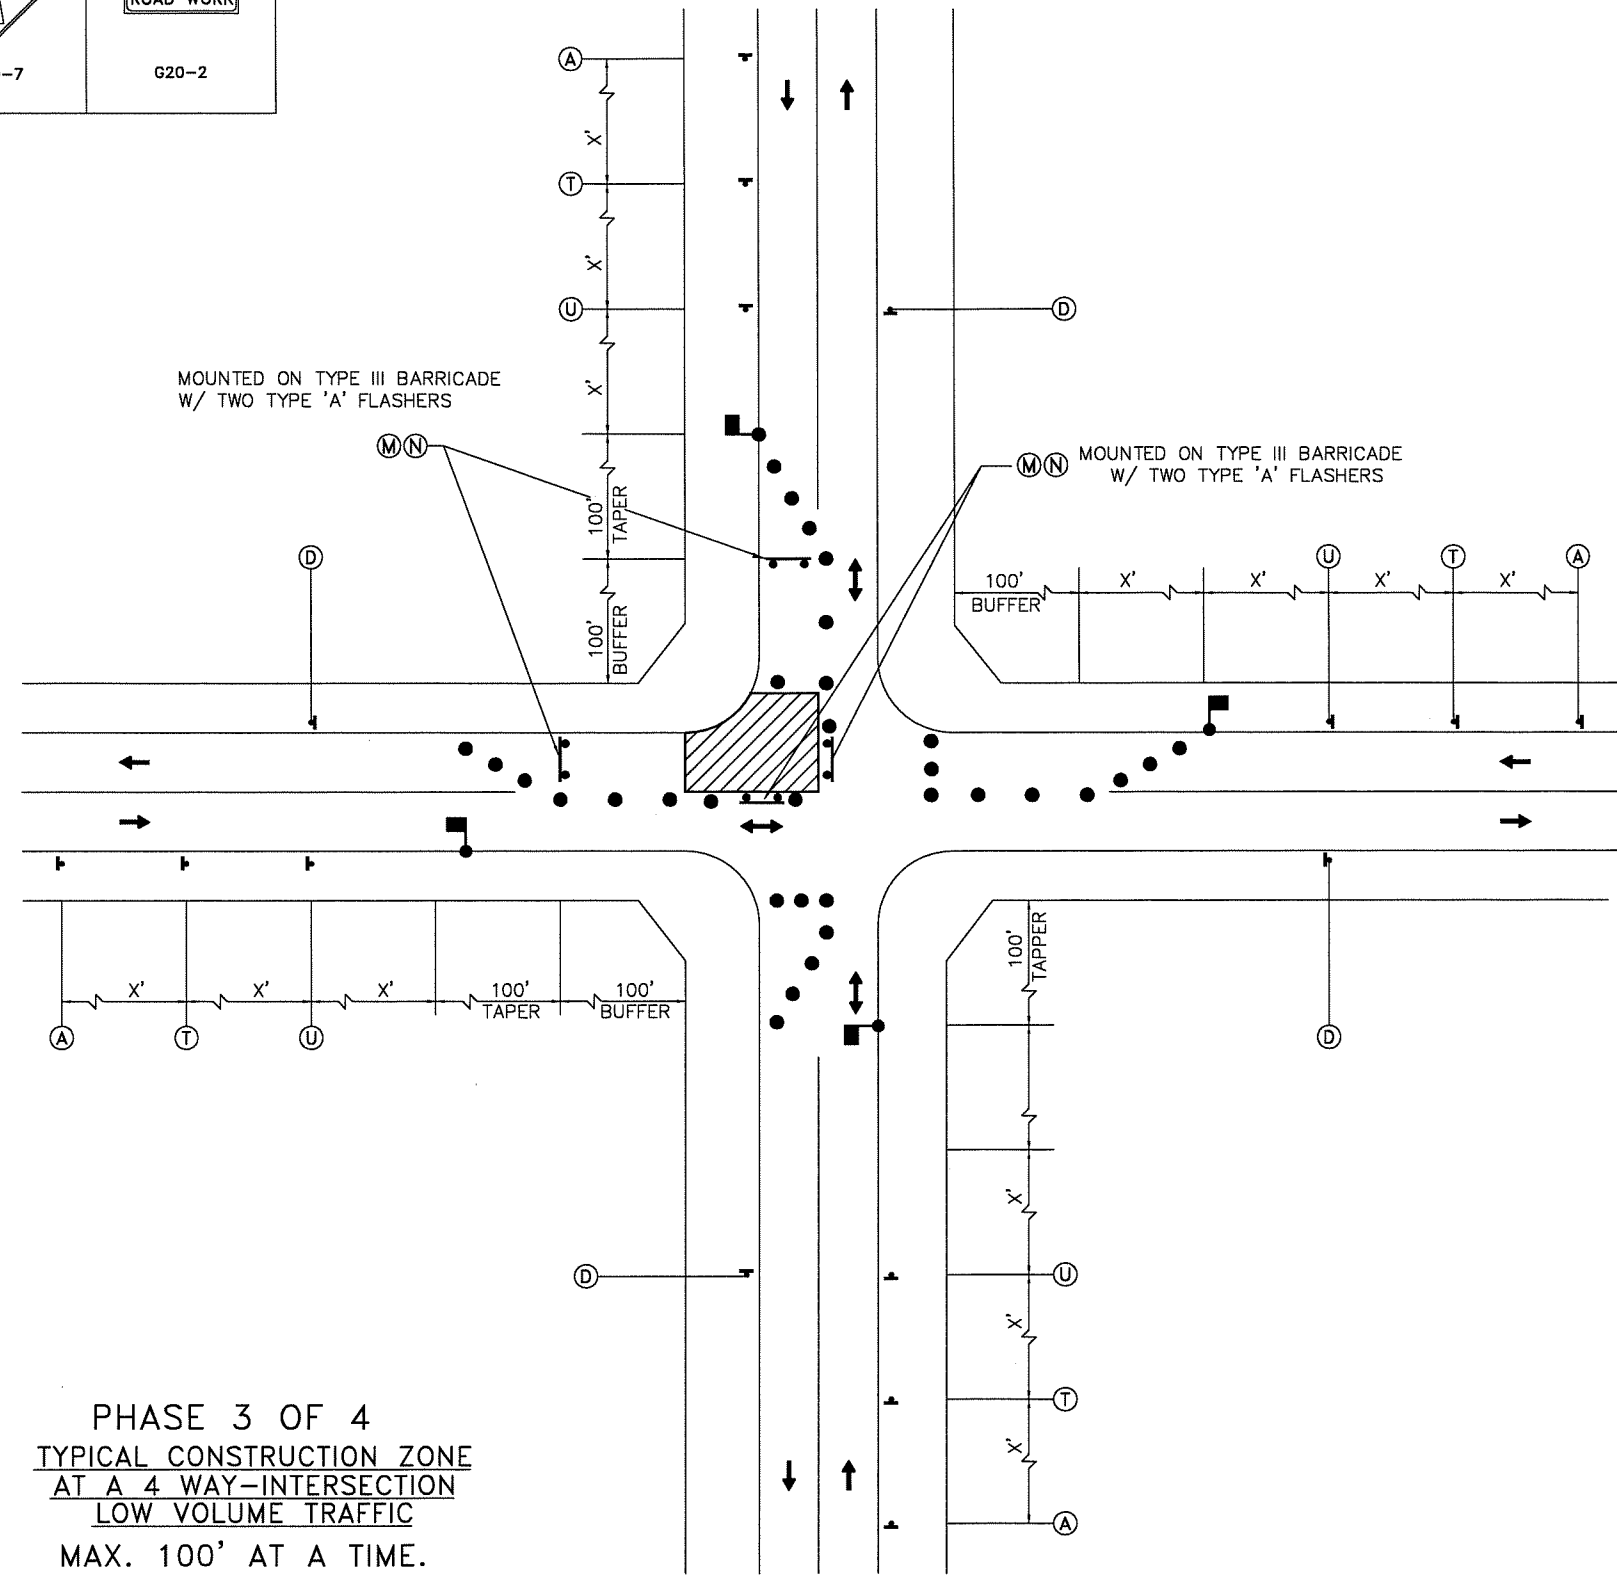 ROAD WORK
-7
G20-2
A
X'
T
X'
U
X'
D
MOUNTED ON TYPE III BARRICADE
W/ TWO TYPE 'A' FLASHERS
M N
100'
TAPER
100'
BUFFER
M N
MOUNTED ON TYPE III BARRICADE
W/ TWO TYPE 'A' FLASHERS
D
U
T
A
100'
BUFFER
X'
X'
X'
X'
X'
X'
X'
100'
TAPER
100'
BUFFER
A
T
U
100'
TAPPER
D
X'
U
X'
T
X'
A
D
PHASE 3 OF 4
TYPICAL CONSTRUCTION ZONE
AT A 4 WAY-INTERSECTION
LOW VOLUME TRAFFIC
MAX. 100' AT A TIME.